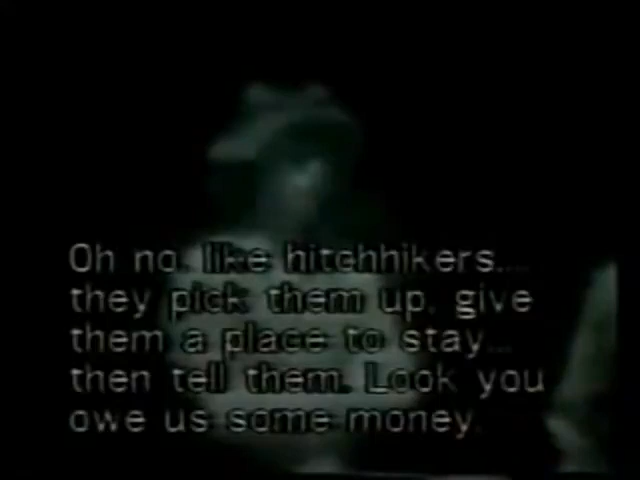 Oh no, like hitchhikers...
they pick them up, give
them a place to stay...
then tell them. Look you
owe us some money.